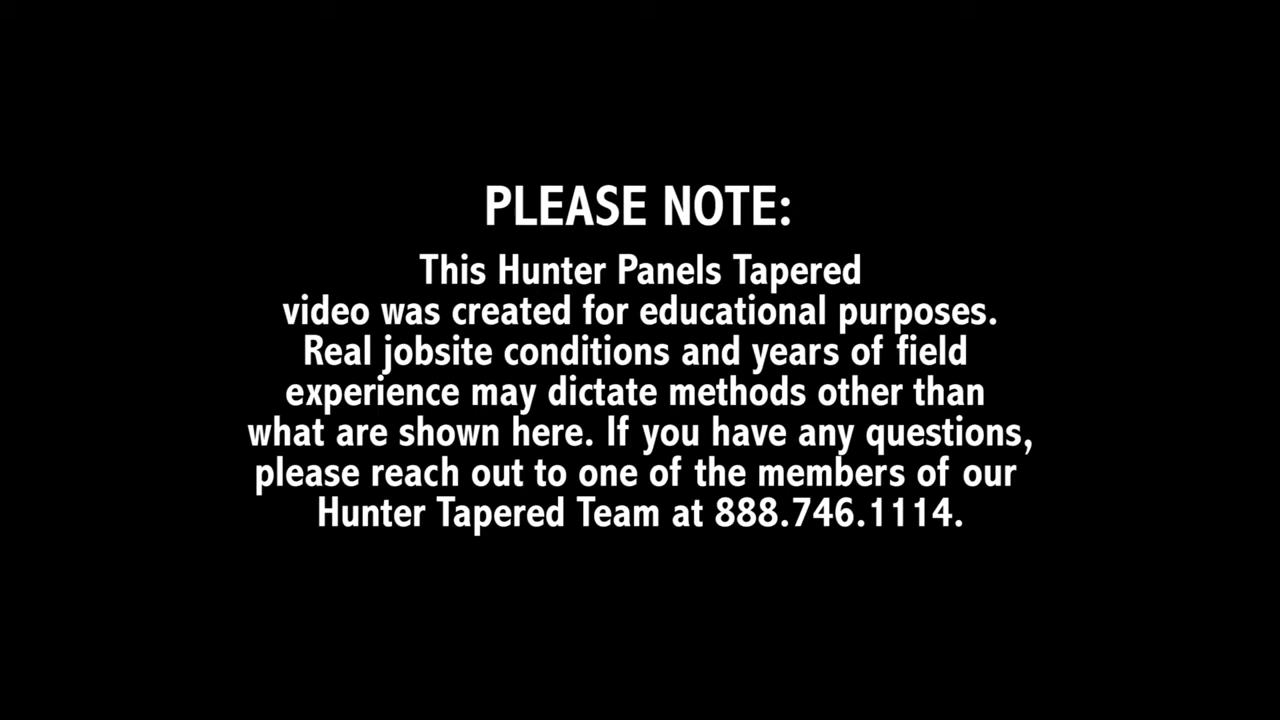 PLEASE NOTE:
This Hunter Panels Tapered
video was created for educational purposes.
Real jobsite conditions and years of field
experience may dictate methods other than
what are shown here. If you have any questions,
please reach out to one of the members of our
Hunter Tapered Team at 888.746.1114.